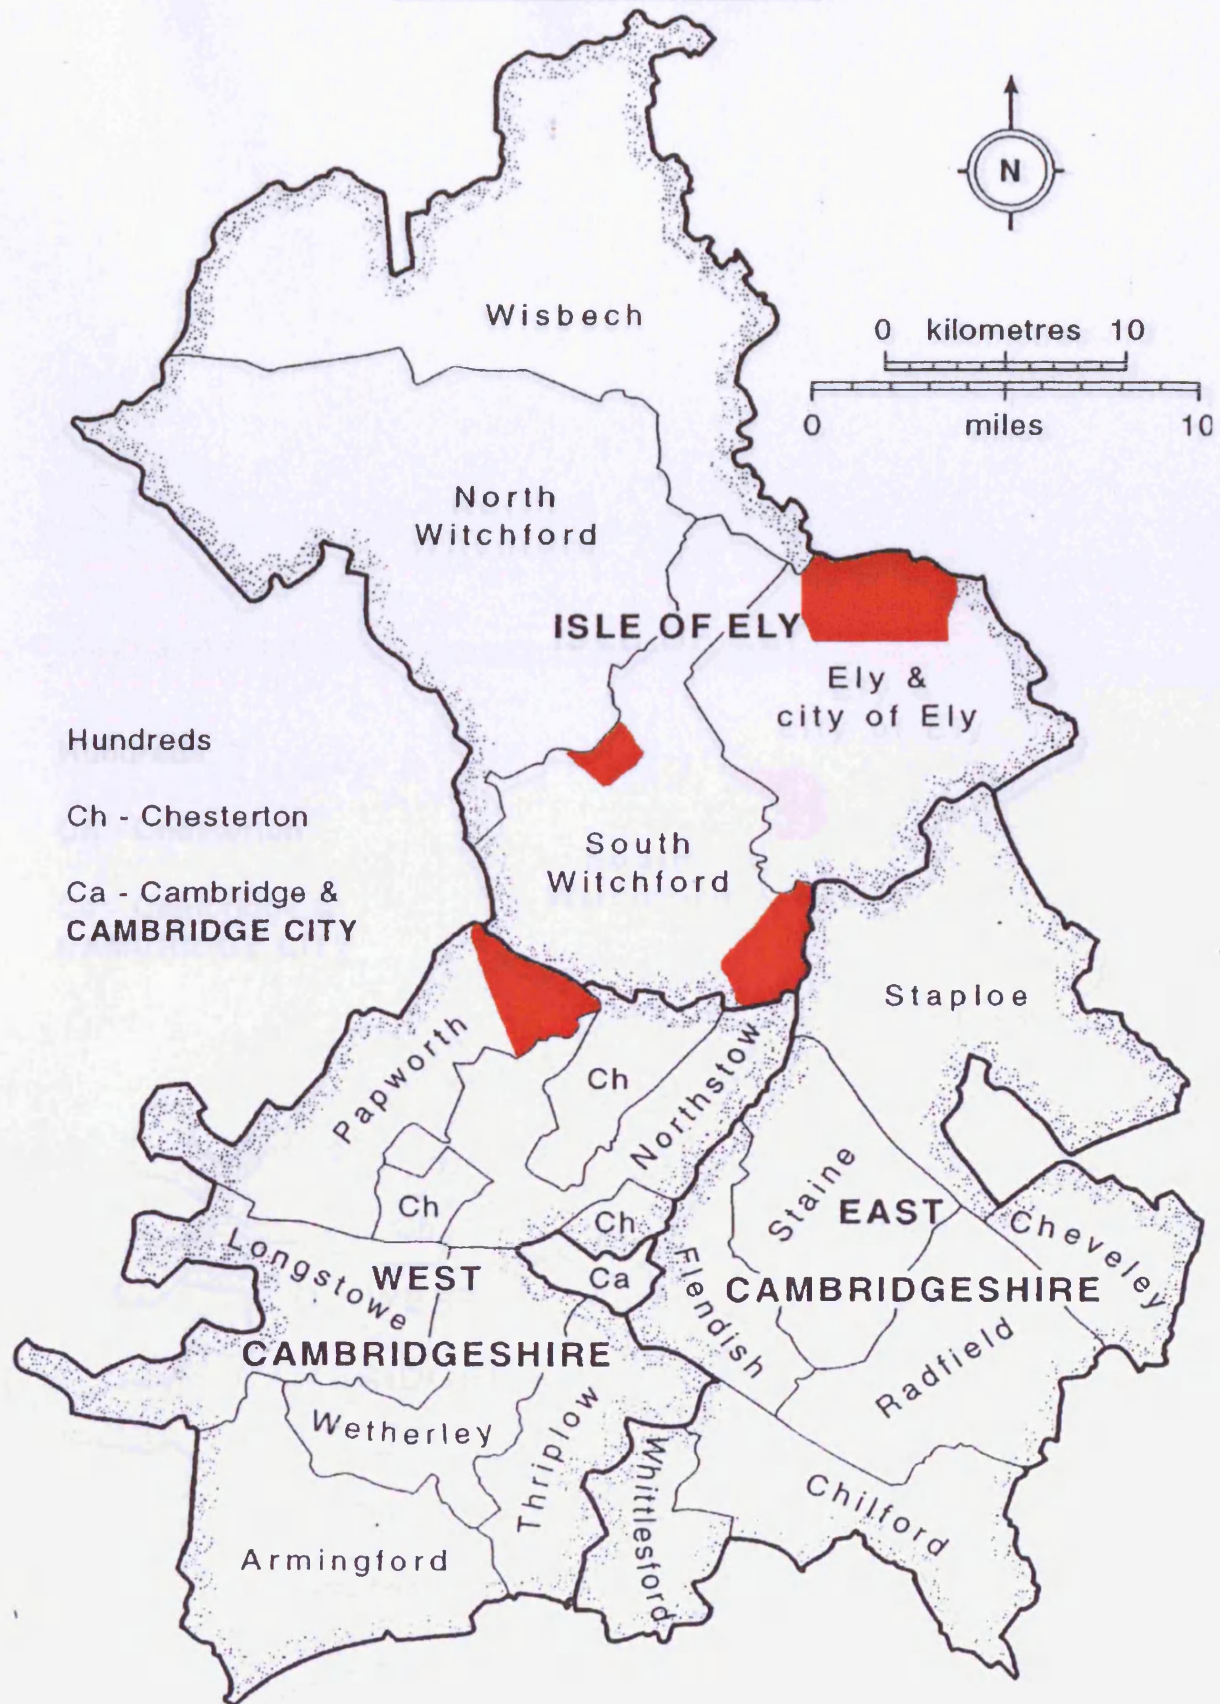 N
0 kilometres 10
0 miles 10
Wisbech
North
Witchford
ISLE OF ELY
Ely &
city of Ely
Hundreds
Ch - Chesterton
Ca - Cambridge &
CAMBRIDGE CITY
South
Witchford
Staploe
Papworth
Ch
Northstow
Ch
Ch
Staine
EAST
Cheveley
Longstowe
WEST
Ca
Flendish
CAMBRIDGESHIRE
CAMBRIDGESHIRE
Radfield
Wetherley
Thriplow
Whittlesford
Chilford
Armingford